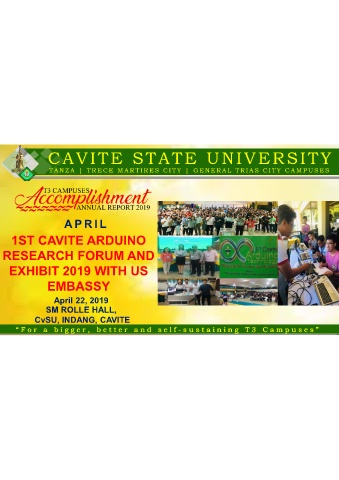 CAVITE STATE UNIVERSITY
TANZA | TRECE MARTIRES CITY | GENERAL TRIAS CITY CAMPUSES
T3 CAMPUSES
Accomplishment
ANNUAL REPORT 2019
APRIL
1ST CAVITE ARDUINO
RESEARCH FORUM AND
EXHIBIT 2019 WITH US
EMBASSY
April 22, 2019
SM ROLLE HALL,
CvSU, INDANG, CAVITE
Arduino
"For a bigger, better and self-sustaining T3 Campuses"